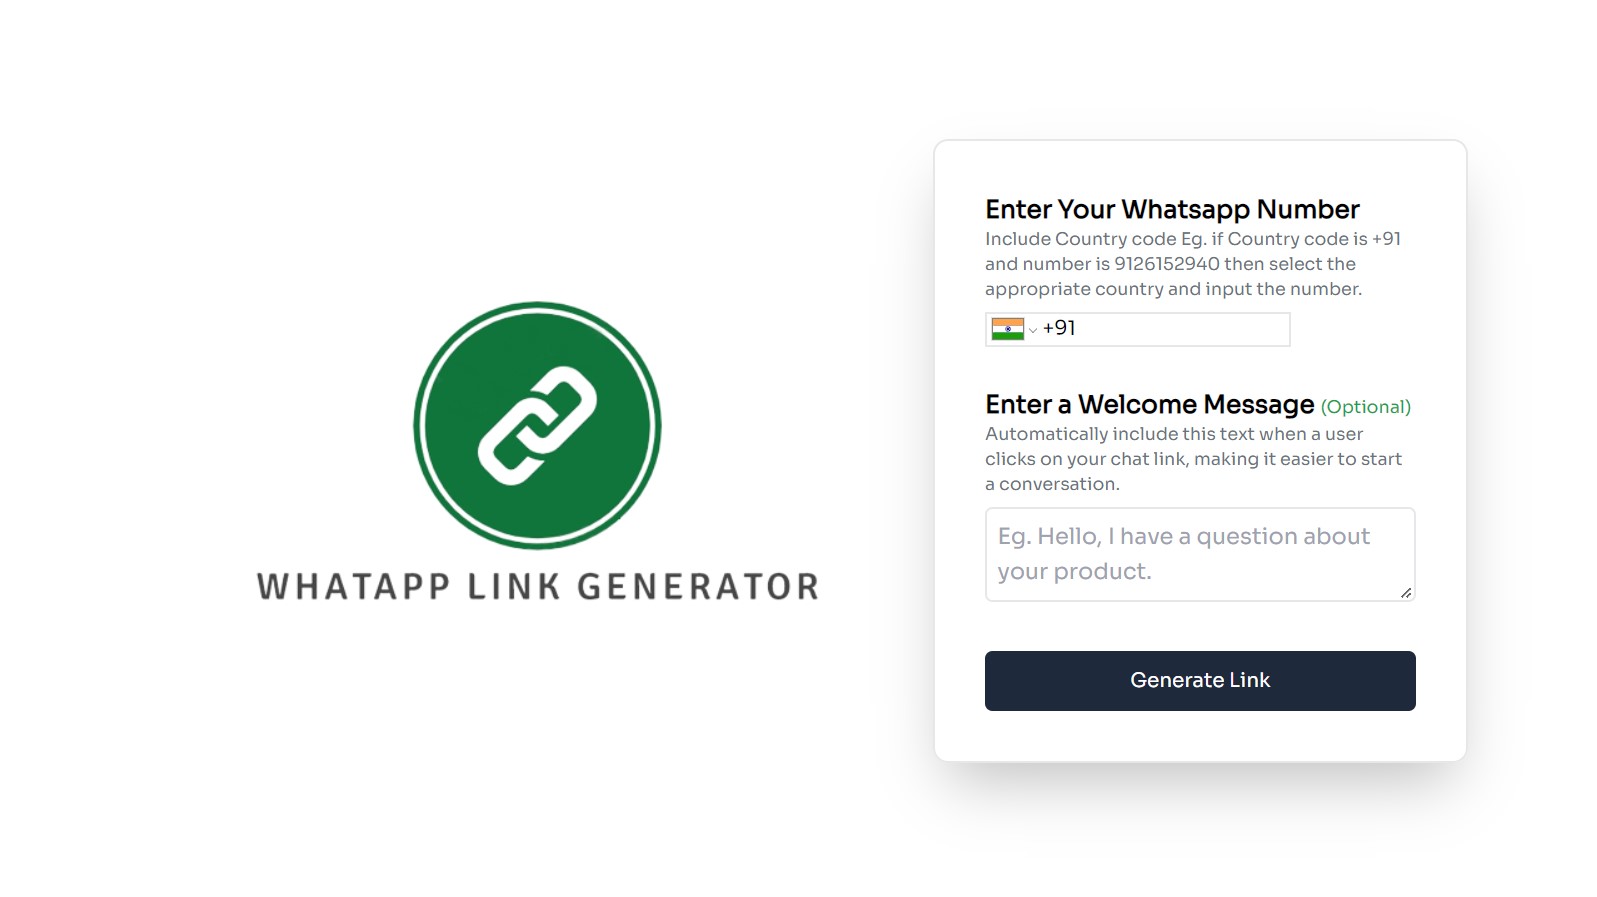 WHATAPP LINK GENERATOR
Enter Your Whatsapp Number
Include Country code Eg. if Country code is +91
and number is 9126152940 then select the
appropriate country and input the number.
+91
Enter a Welcome Message (Optional)
Automatically include this text when a user
clicks on your chat link, making it easier to start
a conversation.
Eg. Hello, I have a question about
your product.
Generate Link